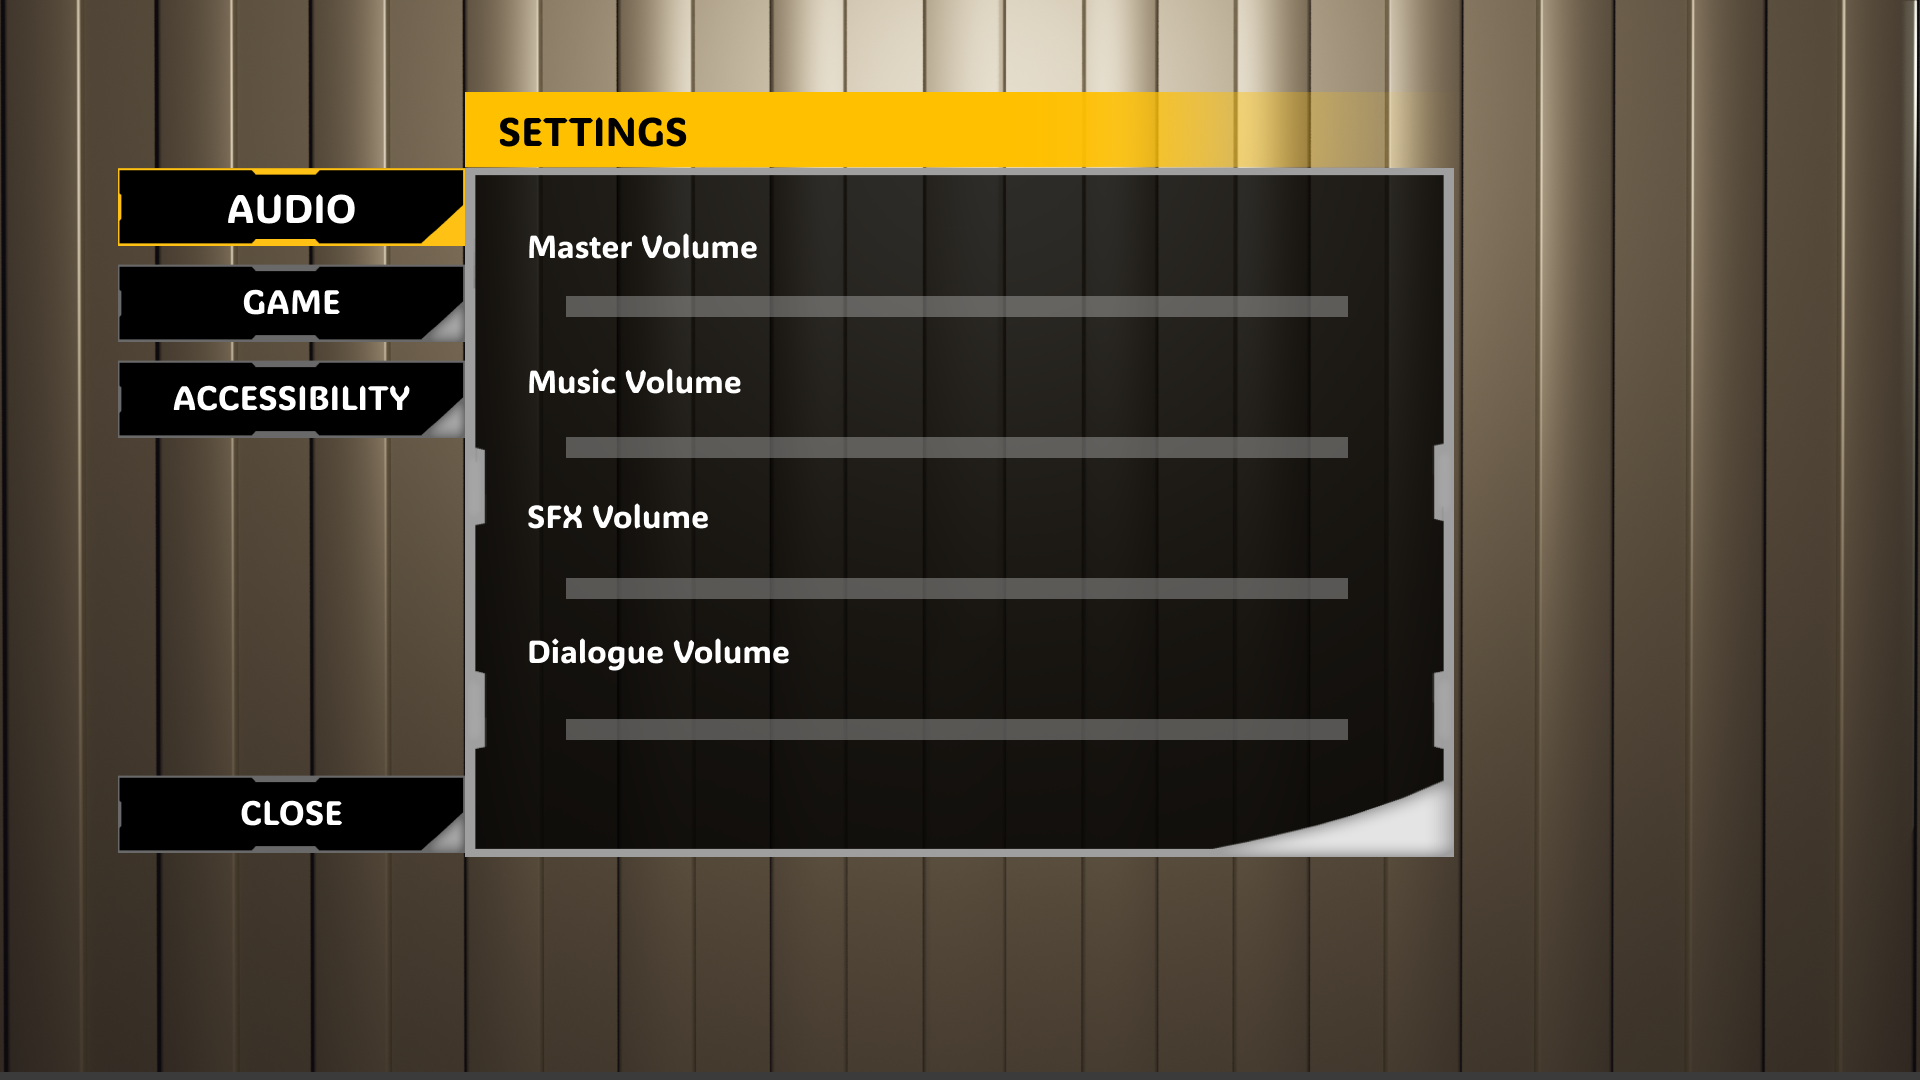 SETTINGS
AUDIO
GAME
ACCESSIBILITY
CLOSE
Master Volume
Music Volume
SFX Volume
Dialogue Volume